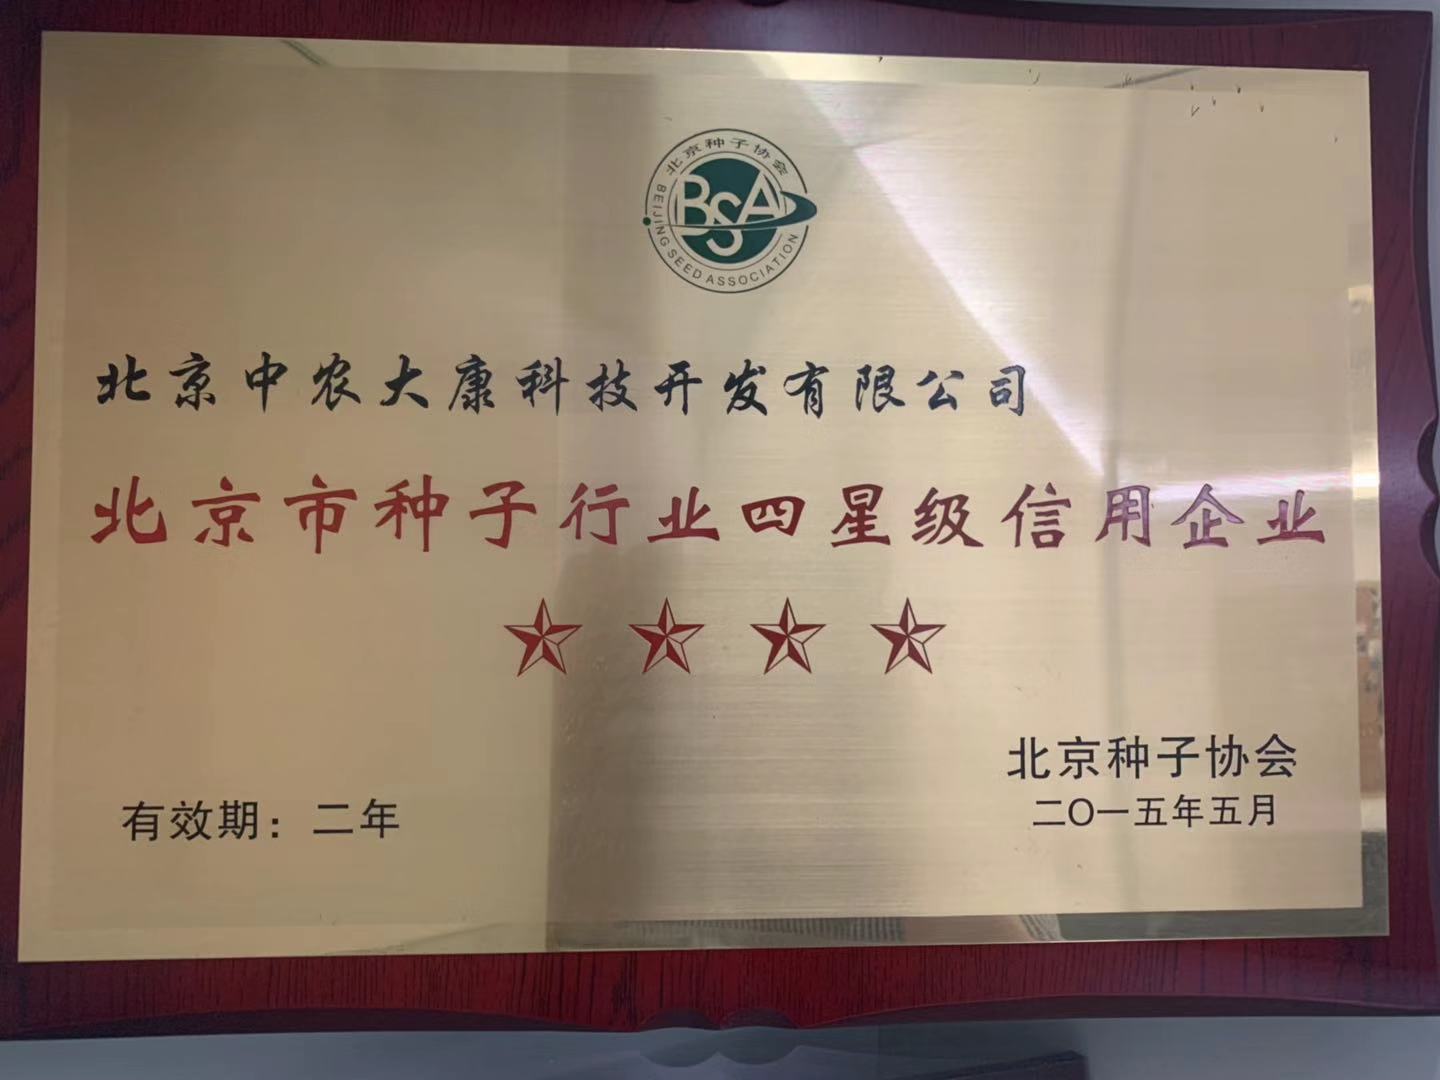 北京种子协会
BSA
BEIJING SEED ASSOCIATION
北京中农大康科技开发有限公司
北京市种子行业四星级信用企业
北京种子协会
有效期：二年
二〇一五年五月